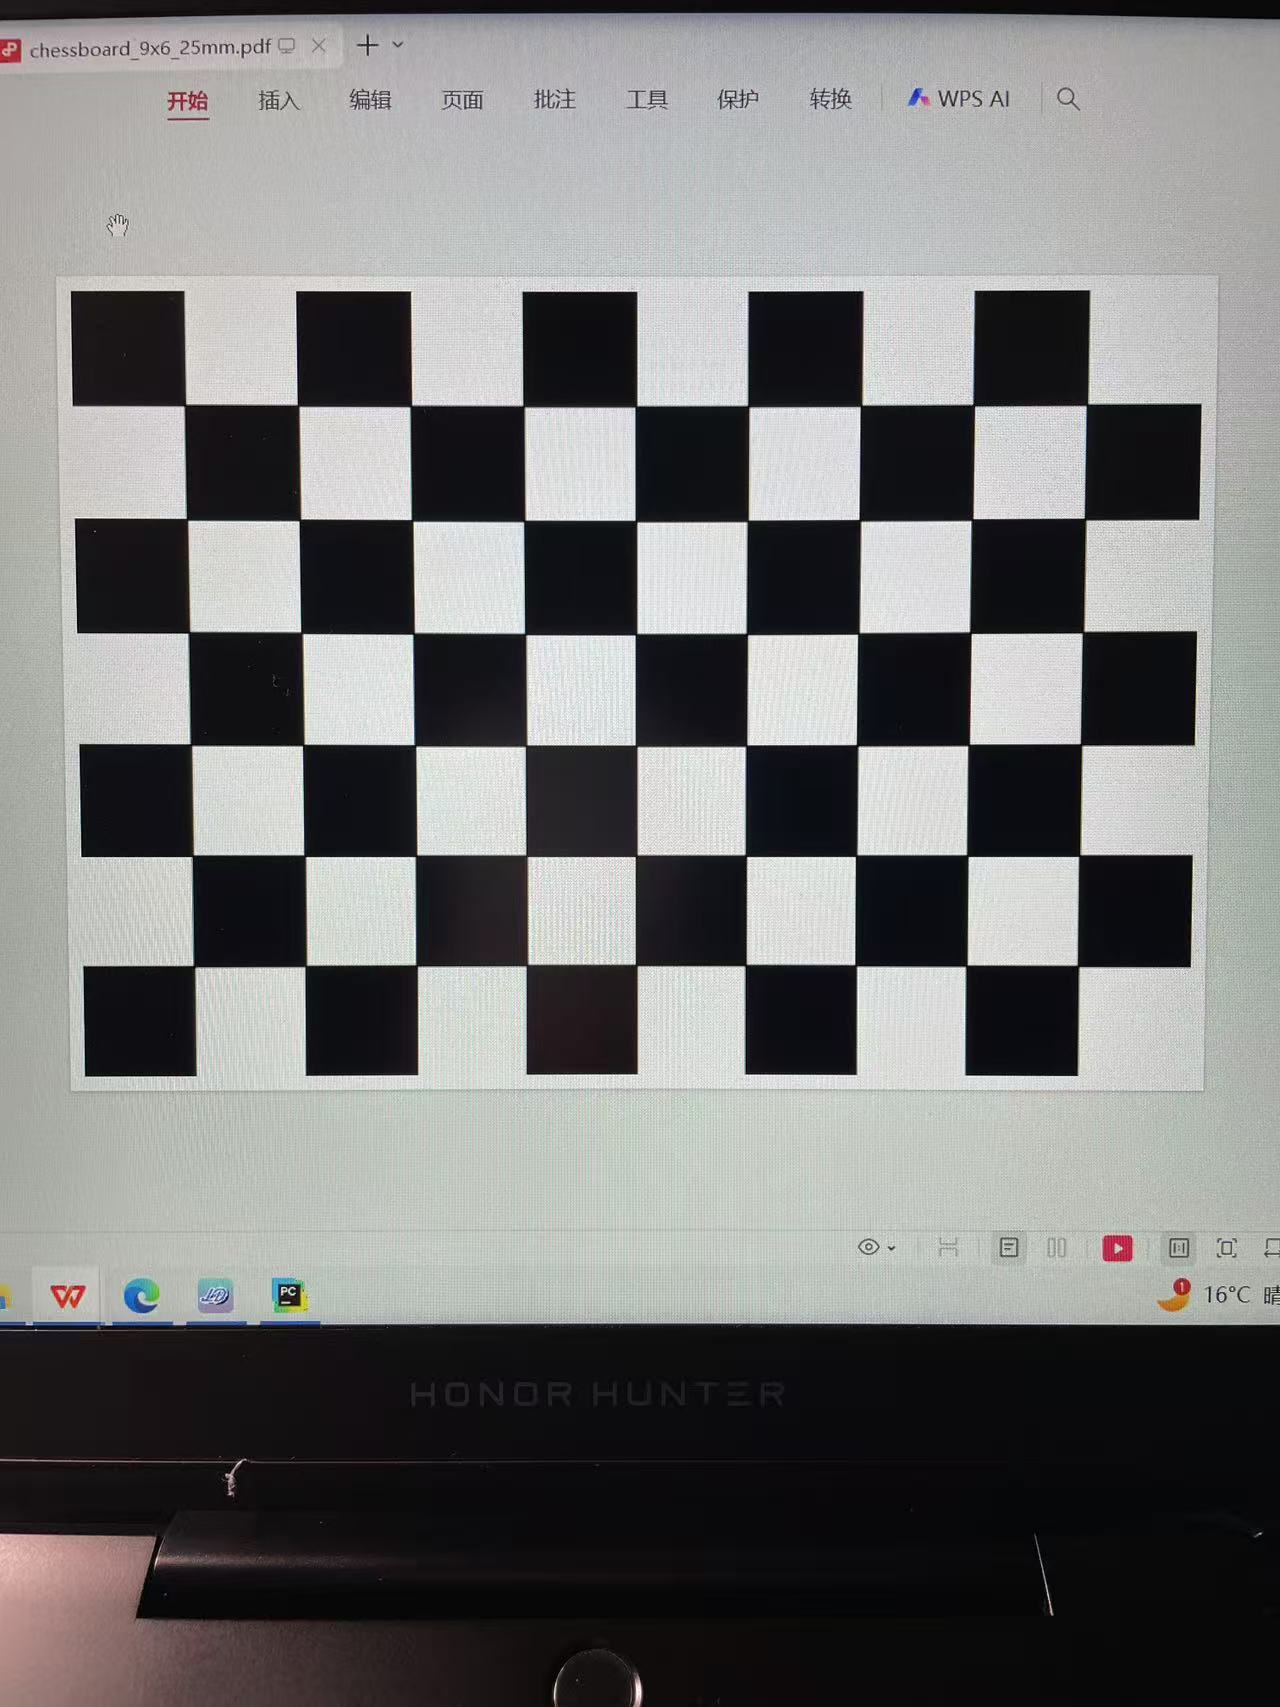 chessboard_9x6_25mm.pdf
开始 插入 编辑 页面 批注 工具 保护 转换 WPS AI
PC
1
16°C 晴
HONOR HUNTER